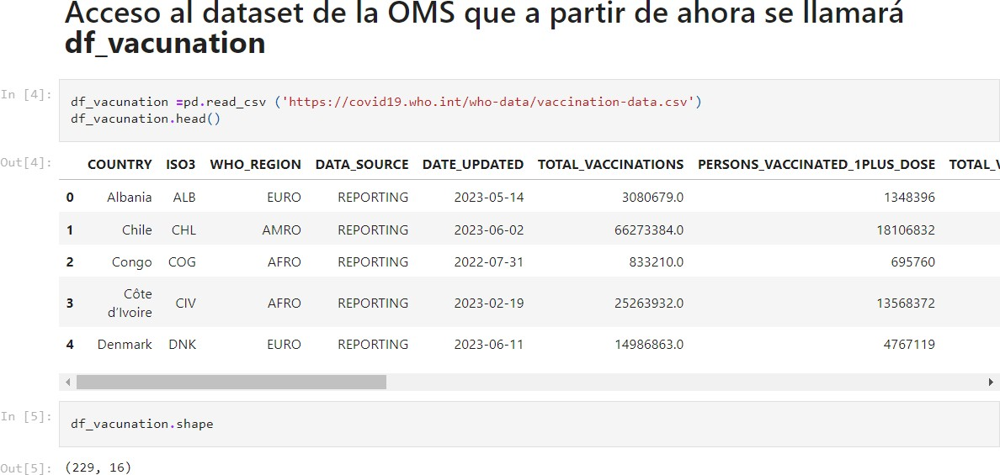 Acceso al dataset de la OMS que a partir de ahora se llamará
df_vacunation
In [4]:
df_vacunation =pd.read_csv ('https://covid19.who.int/who-data/vaccination-data.csv')
df_vacunation.head()
Out[4]:
COUNTRY ISO3 WHO_REGION DATA_SOURCE DATE_UPDATED TOTAL_VACCINATIONS PERSONS_VACCINATED_1PLUS_DOSE TOTAL_V
0 Albania ALB EURO REPORTING 2023-05-14 3080679.0 1348396
1 Chile CHL AMRO REPORTING 2023-06-02 66273384.0 18106832
2 Congo COG AFRO REPORTING 2022-07-31 833210.0 695760
3 Côte
d’Ivoire CIV AFRO REPORTING 2023-02-19 25263932.0 13568372
4 Denmark DNK EURO REPORTING 2023-06-11 14986863.0 4767119
In [5]:
df_vacunation.shape
Out[5]:
(229, 16)